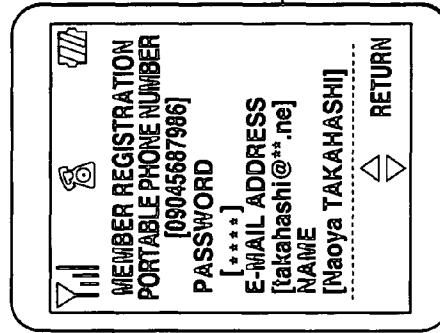 MEMBER REGISTRATION
PORTABLE PHONE NUMBER
[09045687986]
PASSWORD
[****]
E-MAIL ADDRESS
[takahashi@**.ne]
NAME
[Naoya TAKAHASHI]
RETURN